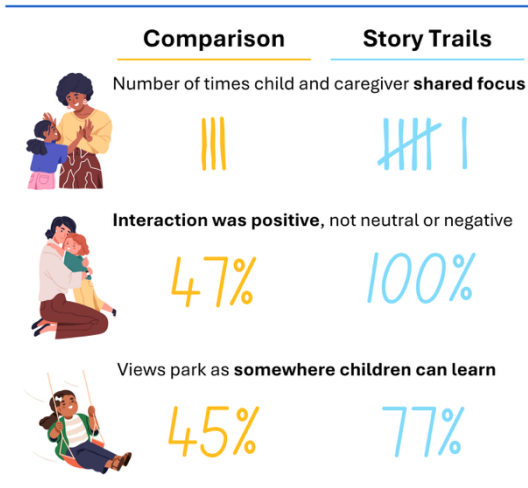 Comparison Story Trails
Number of times child and caregiver shared focus
Interaction was positive, not neutral or negative
47% 100%
Views park as somewhere children can learn
45% 77%